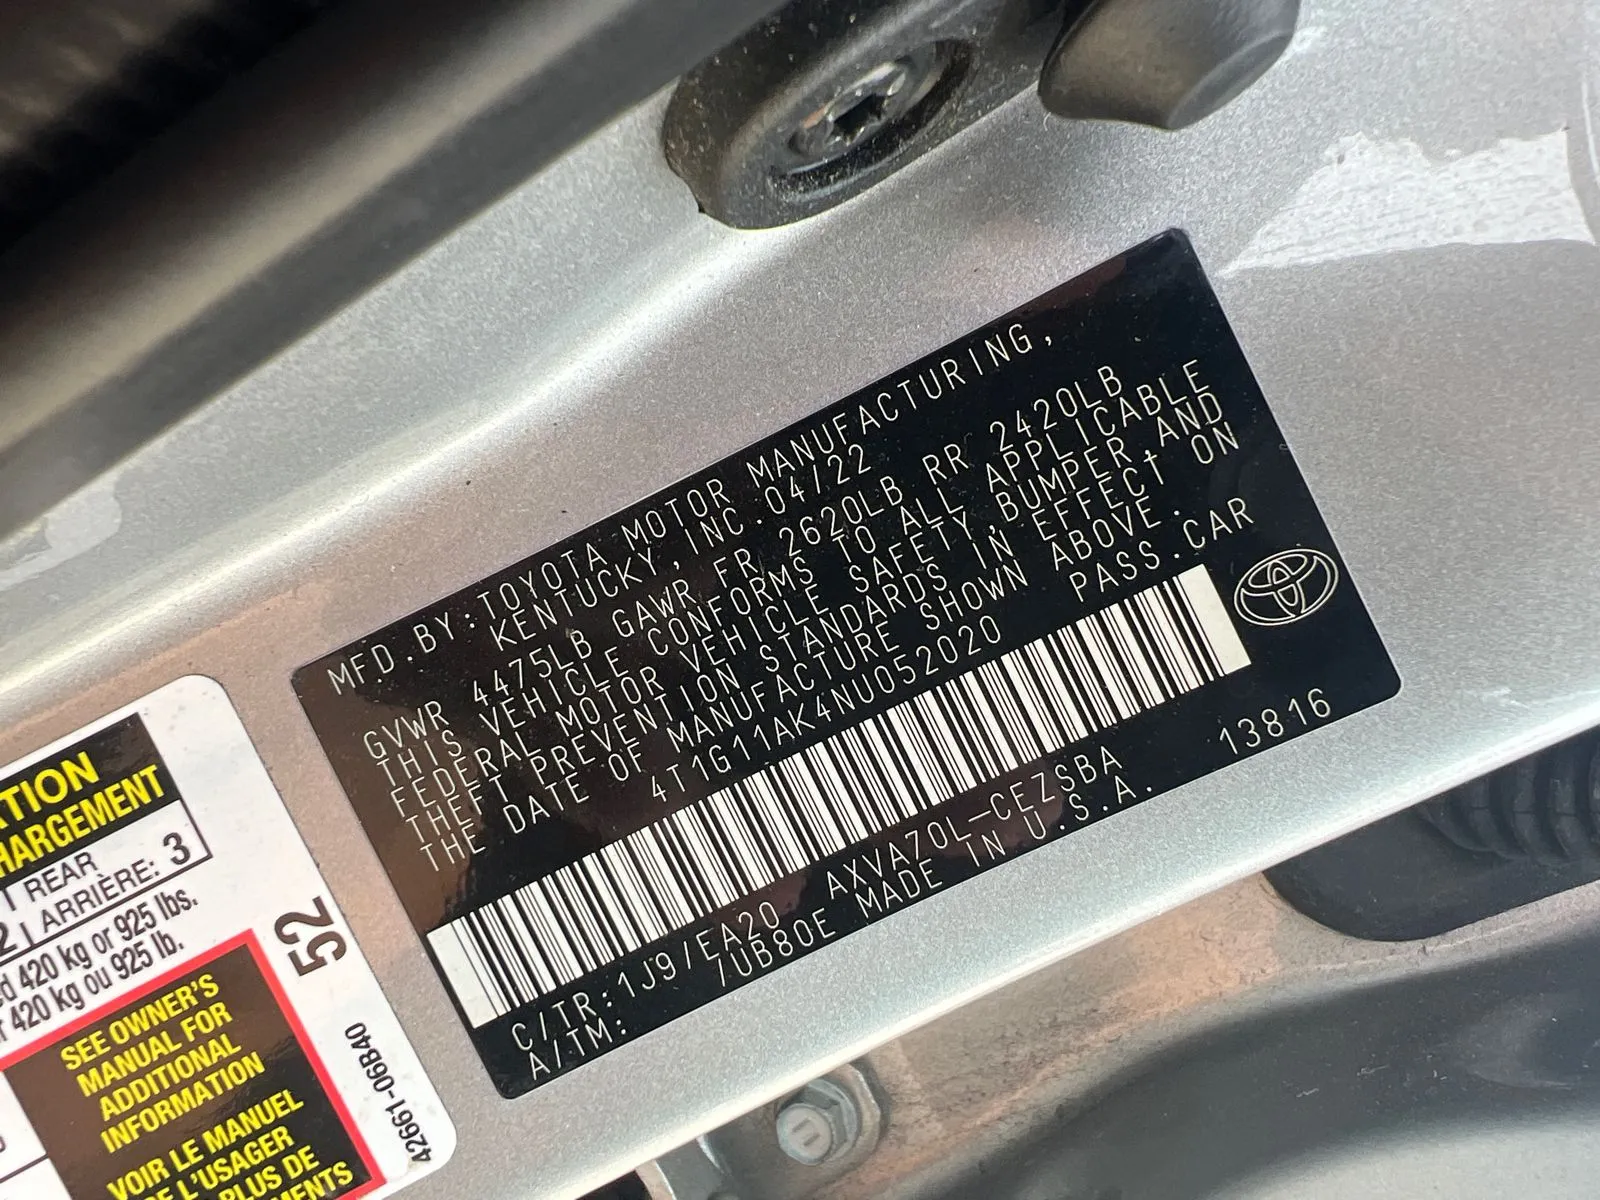 MFD.BY:TOYOTA MOTOR MANUFACTURING,
KENTUCKY, INC.04/22
GVWR 4475LB GAWR FR 2620LB RR 2420LB
THIS VEHICLE CONFORMS TO ALL APPLICABLE
FEDERAL MOTOR VEHICLE SAFETY,BUMPER,AND
THEFT PREVENTION STANDARDS IN EFFECT ON
THE DATE OF MANUFACTURE SHOWN ABOVE.
4T1G11AK4NU052020 PASS.CAR
C/TR:1J9/EA20 AXVA70L-CEZSBA 13816
A/TM: /UB80E MADE IN U.S.A.
REAR
ARRIÈRE: 3
420 kg or 925 lbs.
420 kg ou 925 lb.
52
SEE OWNER'S
MANUAL FOR
ADDITIONAL
INFORMATION
VOIR LE MANUEL
L'USAGER
PLUS DE
42661-06B40